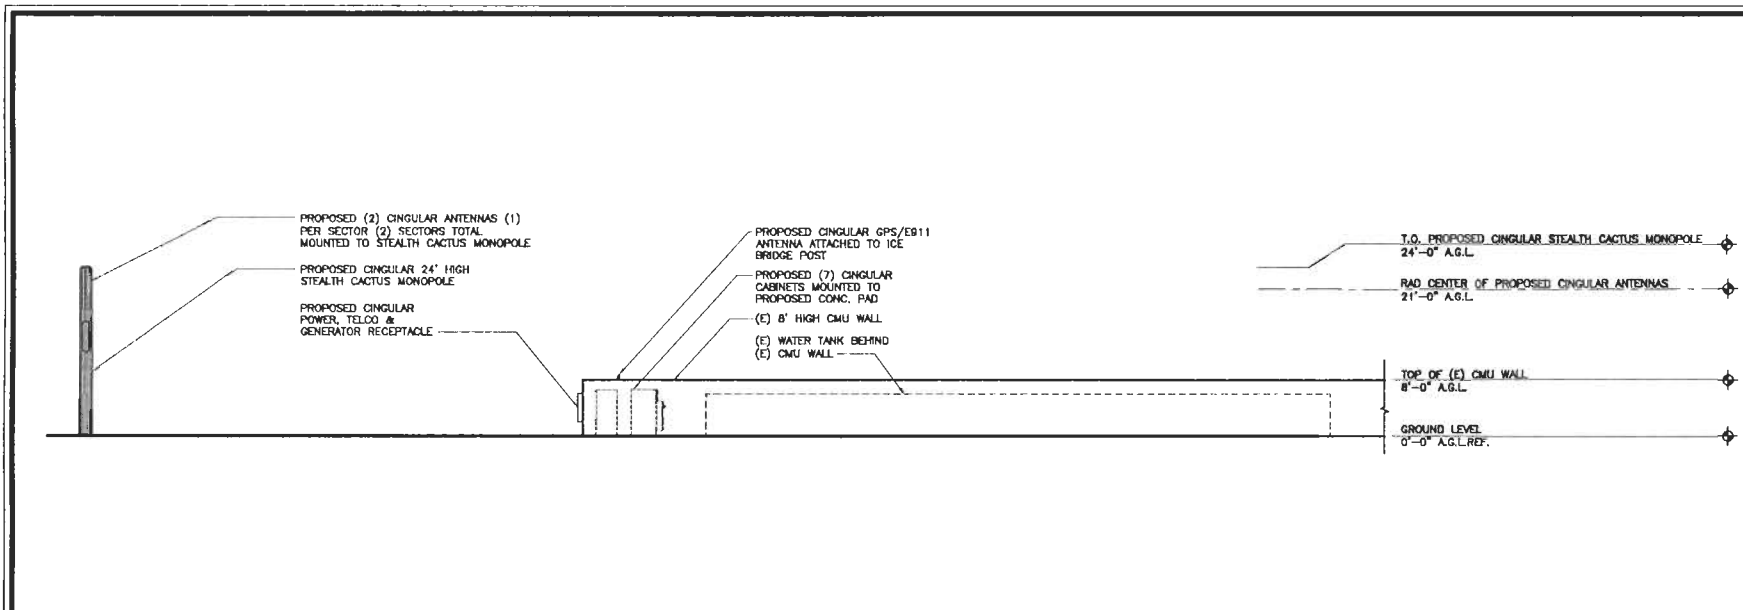 PROPOSED (2) CINGULAR ANTENNAS (1)
PER SECTOR (2) SECTORS TOTAL
MOUNTED TO STEALTH CACTUS MONOPOLE
PROPOSED CINGULAR 24' HIGH
STEALTH CACTUS MONOPOLE
PROPOSED CINGULAR
POWER, TELCO &
GENERATOR RECEPTACLE
PROPOSED CINGULAR GPS/E911
ANTENNA ATTACHED TO ICE
BRIDGE POST
PROPOSED (7) CINGULAR
CABINETS MOUNTED TO
PROPOSED CONC. PAD
(E) 8' HIGH CMU WALL
(E) WATER TANK BEHIND
(E) CMU WALL
T.O. PROPOSED CINGULAR STEALTH CACTUS MONOPOLE
24'-0" A.G.L.
RAD CENTER OF PROPOSED CINGULAR ANTENNAS
21'-0" A.G.L.
TOP OF (E) CMU WALL
8'-0" A.G.L.
GROUND LEVEL
0'-0" A.G.L.REF.